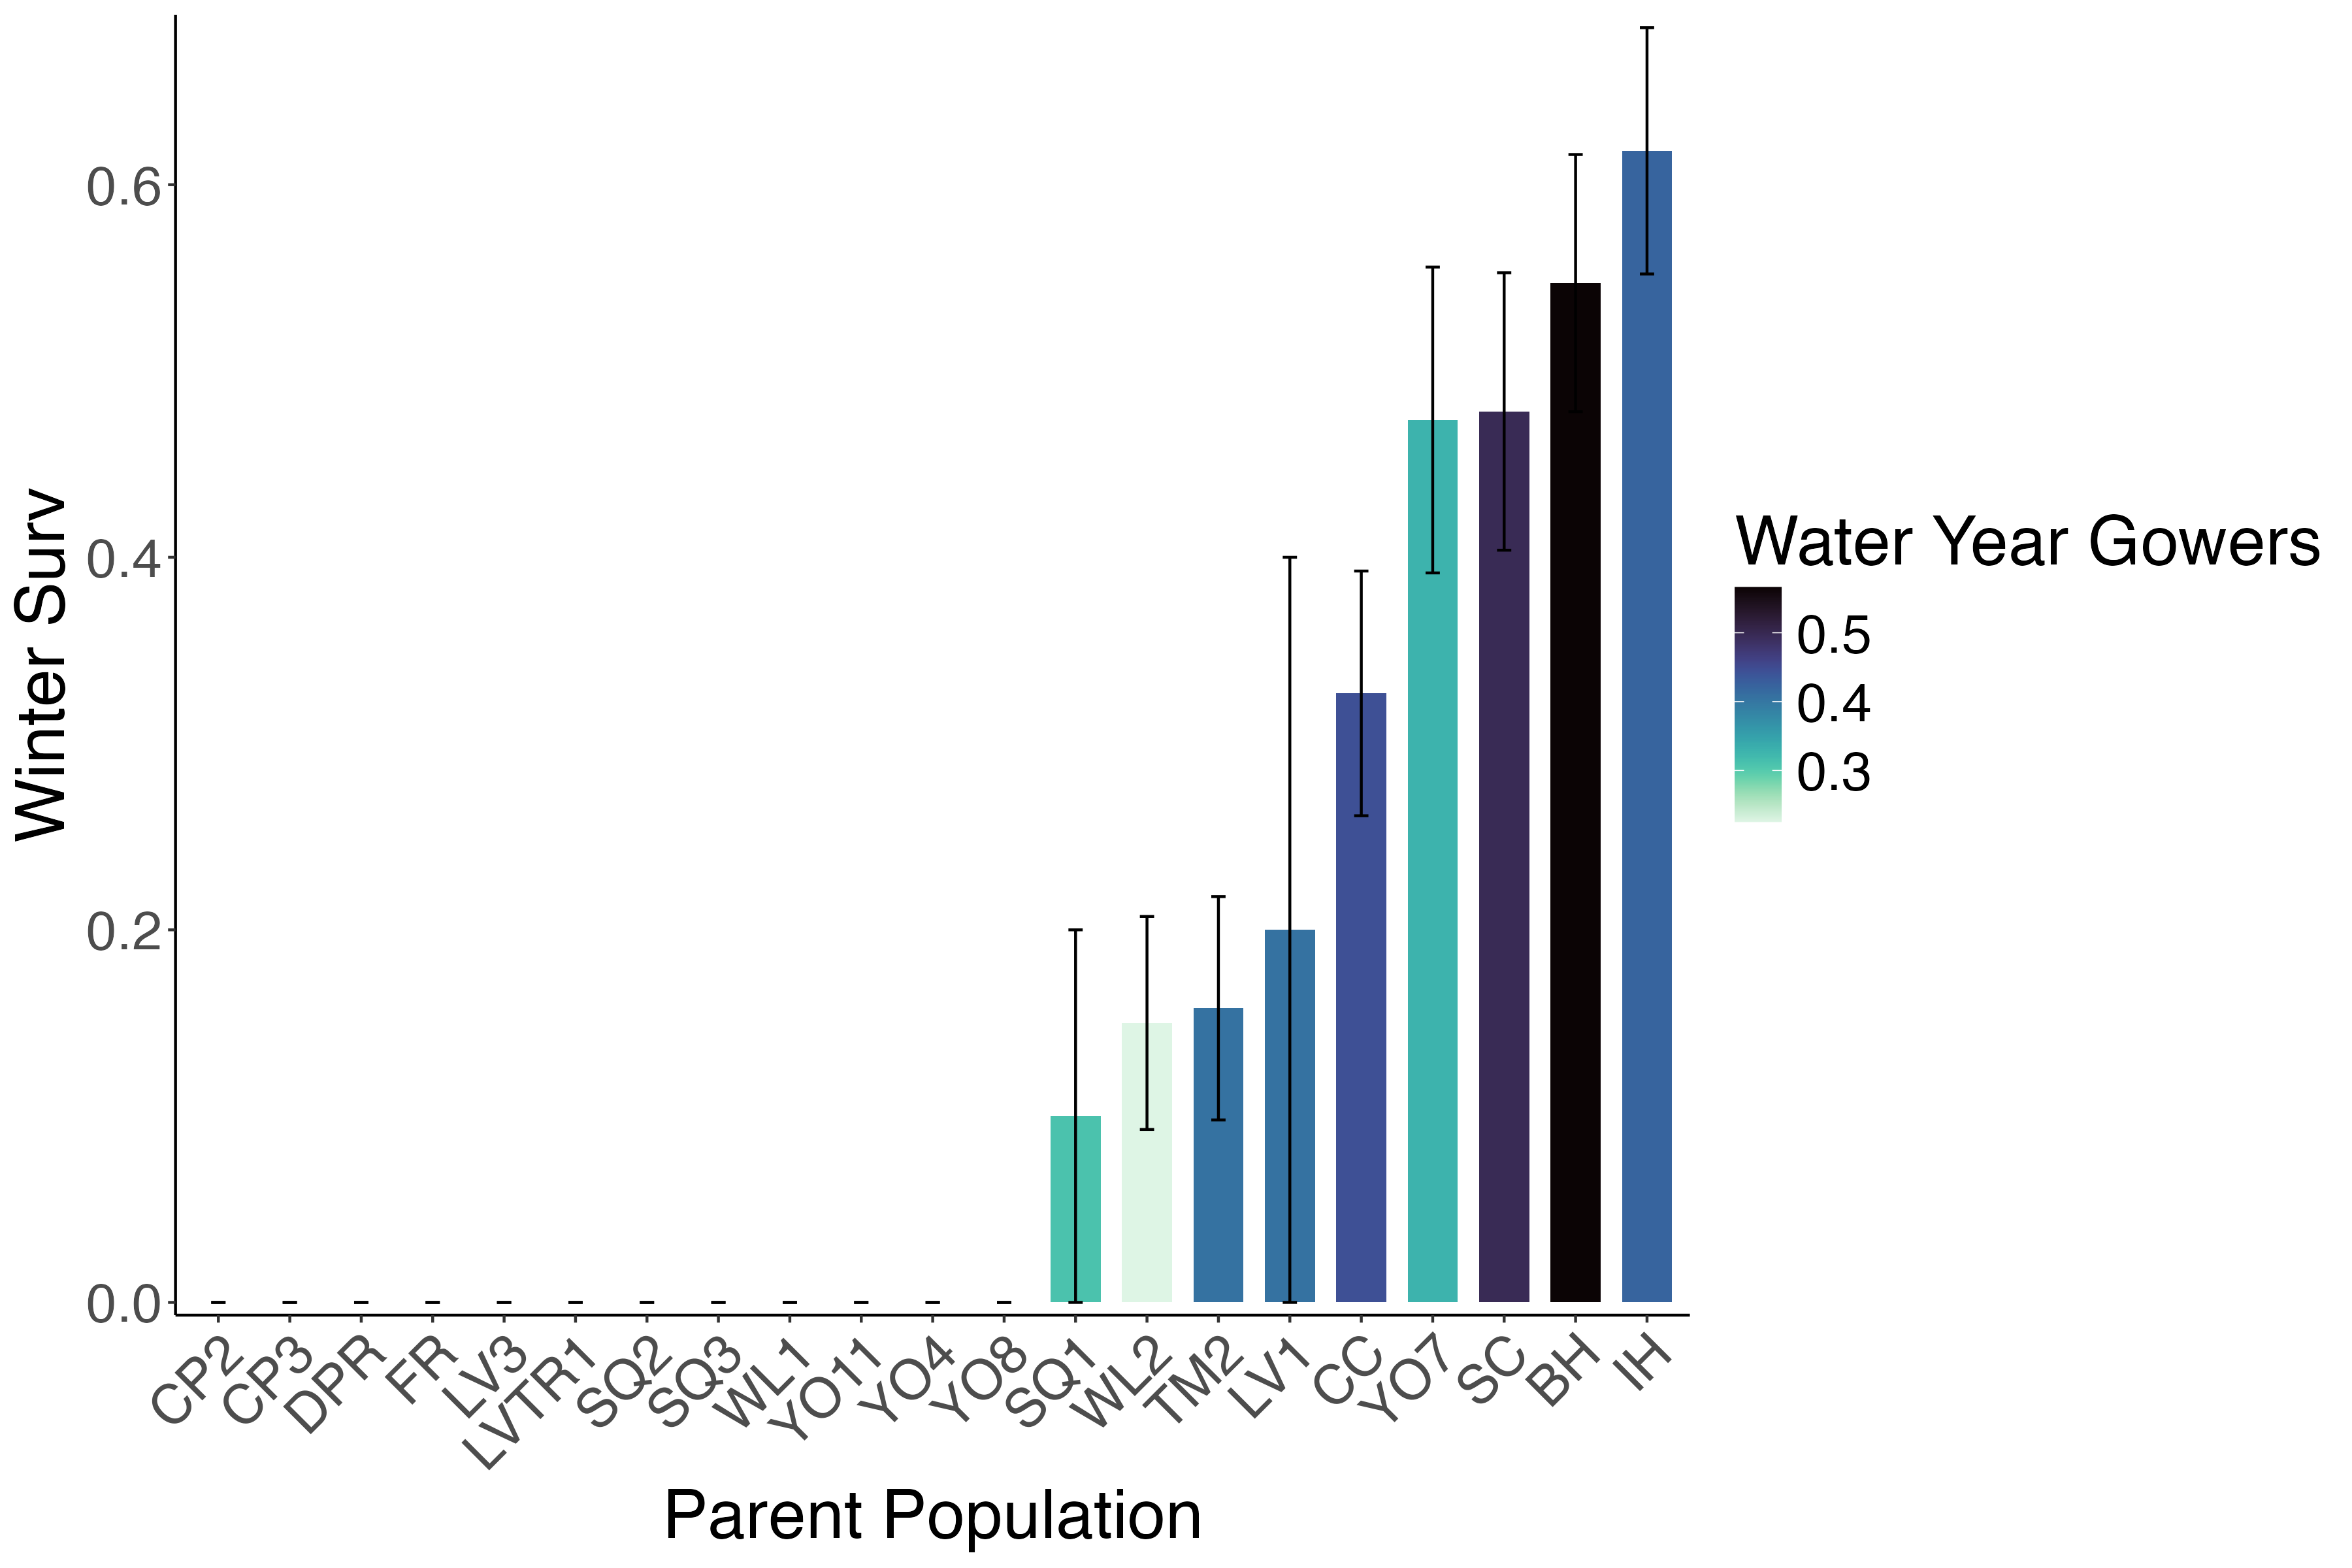 Winter Surv
0.6
0.4
0.2
0.0
CP2
CP3
DPR
FR
LV3
LVTR1
SQ2
SQ3
WL1
YO11
YO4
YO8
SQ1
WL2
TM2
LV1
CC
YO7
SC
BH
IH
Parent Population
Water Year Gowers
0.5
0.4
0.3